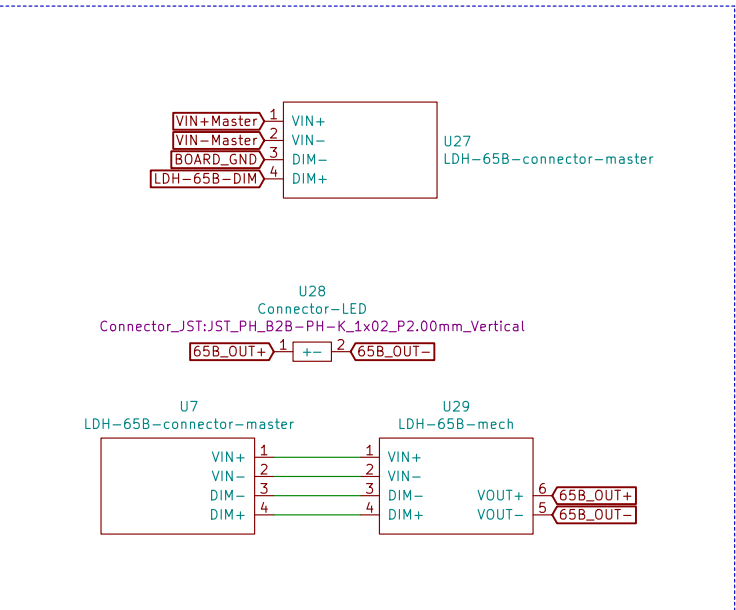 VIN+Master 1 VIN+
VIN-Master 2 VIN-
BOARD_GND 3 DIM-
LDH-65B-DIM 4 DIM+
U27
LDH-65B-connector-master
U28
Connector-LED
Connector_JST:JST_PH_B2B-PH-K_1x02_P2.00mm_Vertical
65B_OUT+ 1 +- 2 65B_OUT-
U7
LDH-65B-connector-master
VIN+ 1
VIN- 2
DIM- 3
DIM+ 4
U29
LDH-65B-mech
1 VIN+
2 VIN-
3 DIM- VOUT+ 6 65B_OUT+
4 DIM+ VOUT- 5 65B_OUT-